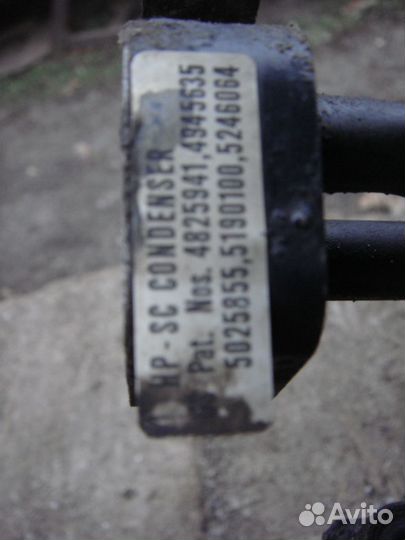 HP-SC CONDENSER
Pat. Nos. 4825941,4945635
5025855,5190100,5246064
Avito